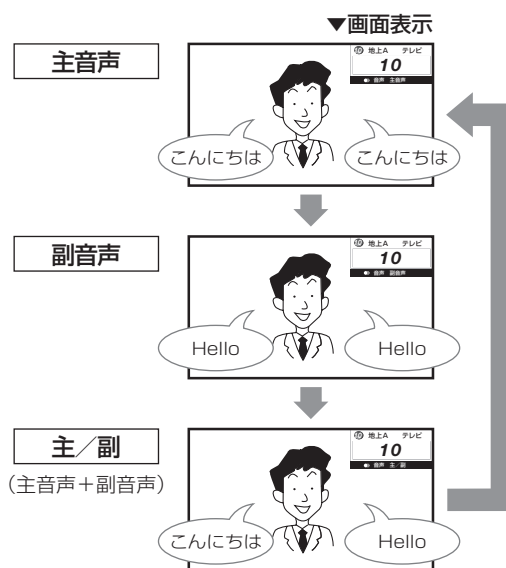 ▼画面表示
主音声
地上A テレビ
10
音声 主音声
こんにちは
こんにちは
副音声
地上A テレビ
10
音声 副音声
Hello
Hello
主／副
(主音声＋副音声)
地上A テレビ
10
音声 主／副
こんにちは
Hello